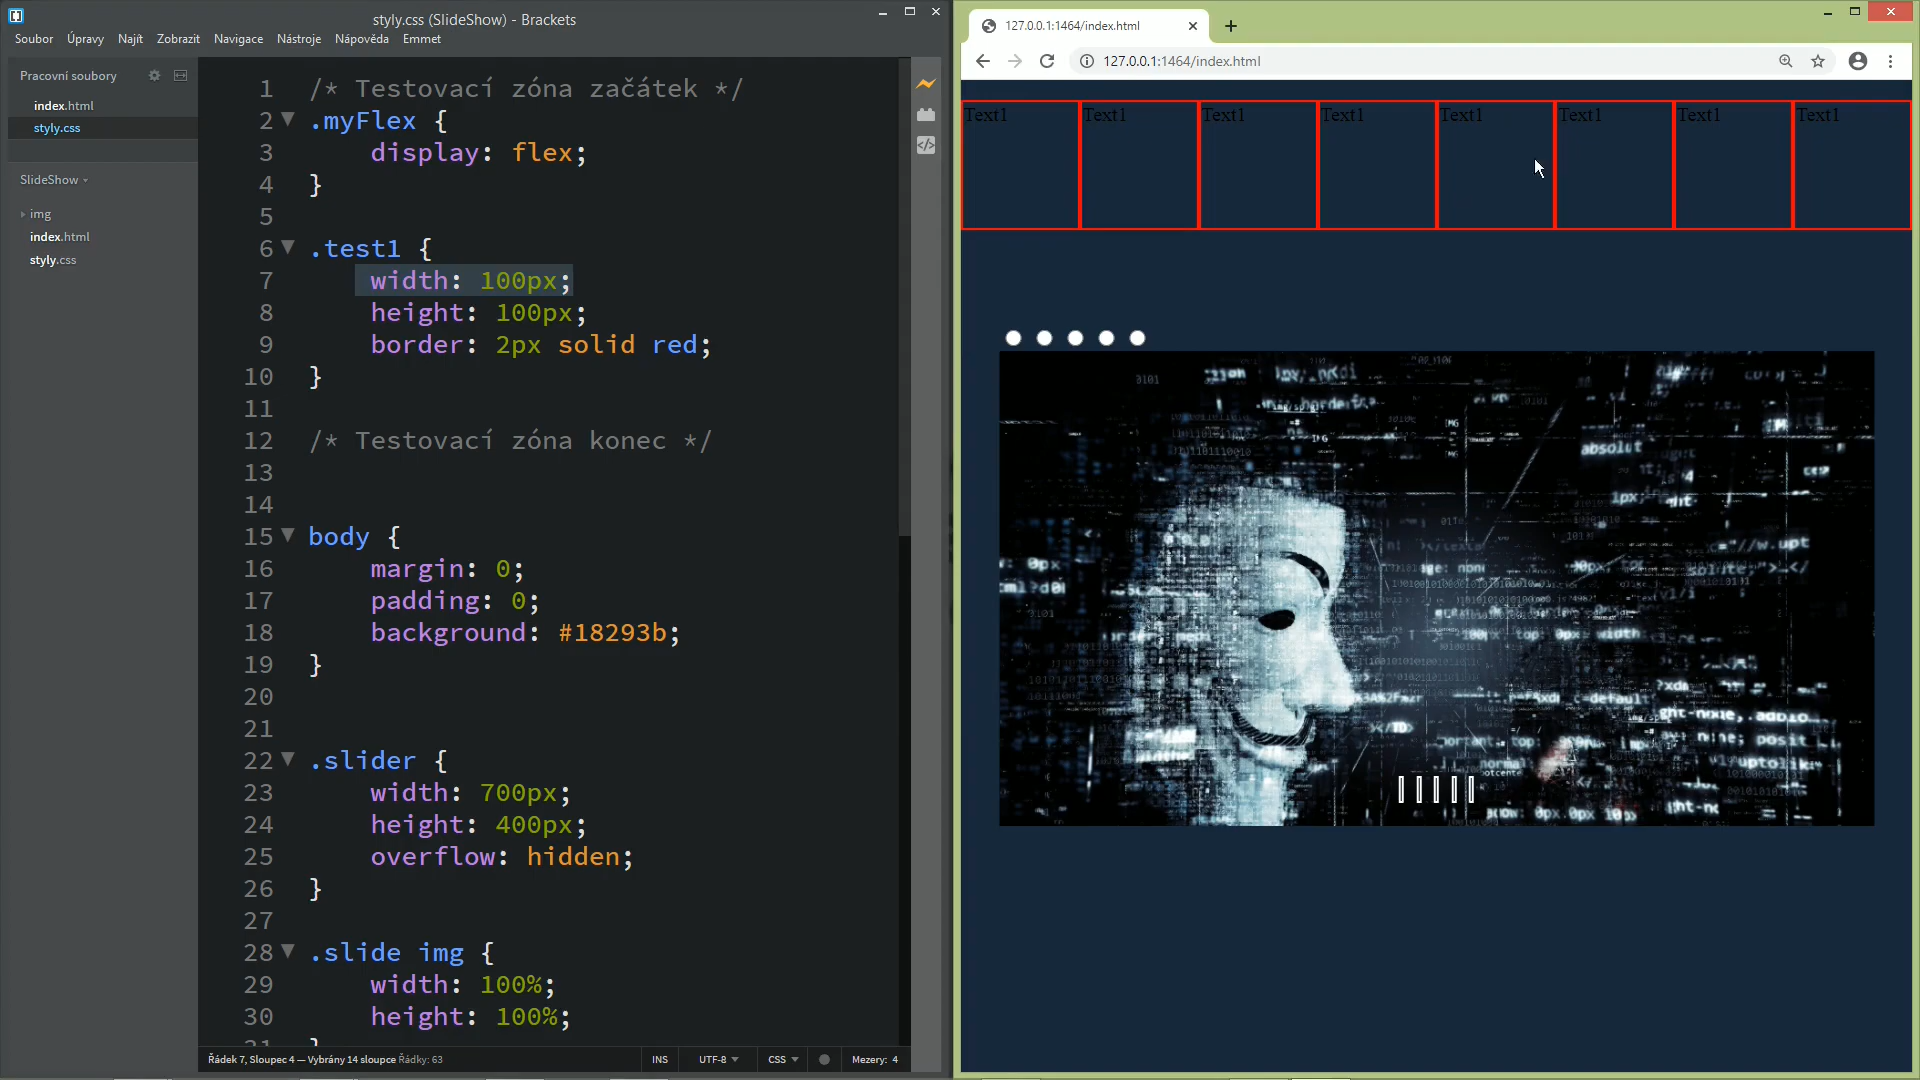 styly.css (SlideShow) - Brackets
Soubor Úpravy Najít Zobrazit Navigace Nástroje Nápověda Emmet
Pracovní soubory
index.html
styly.css
SlideShow
img
index.html
styly.css
1 /* Testovací zóna začátek */
2 .myFlex {
3 display: flex;
4 }
5
6 .test1 {
7 width: 100px;
8 height: 100px;
9 border: 2px solid red;
10 }
11
12 /* Testovací zóna konec */
13
14
15 body {
16 margin: 0;
17 padding: 0;
18 background: #18293b;
19 }
20
21
22 .slider {
23 width: 700px;
24 height: 400px;
25 overflow: hidden;
26 }
27
28 .slide img {
29 width: 100%;
30 height: 100%;
Řádek 7, Sloupec 4 — Vybrány 14 sloupce Řádky: 63
INS UTF-8 CSS Mezery: 4
127.0.0.1:1464/index.html
127.0.0.1:1464/index.html
Text1 Text1 Text1 Text1 Text1 Text1 Text1 Text1